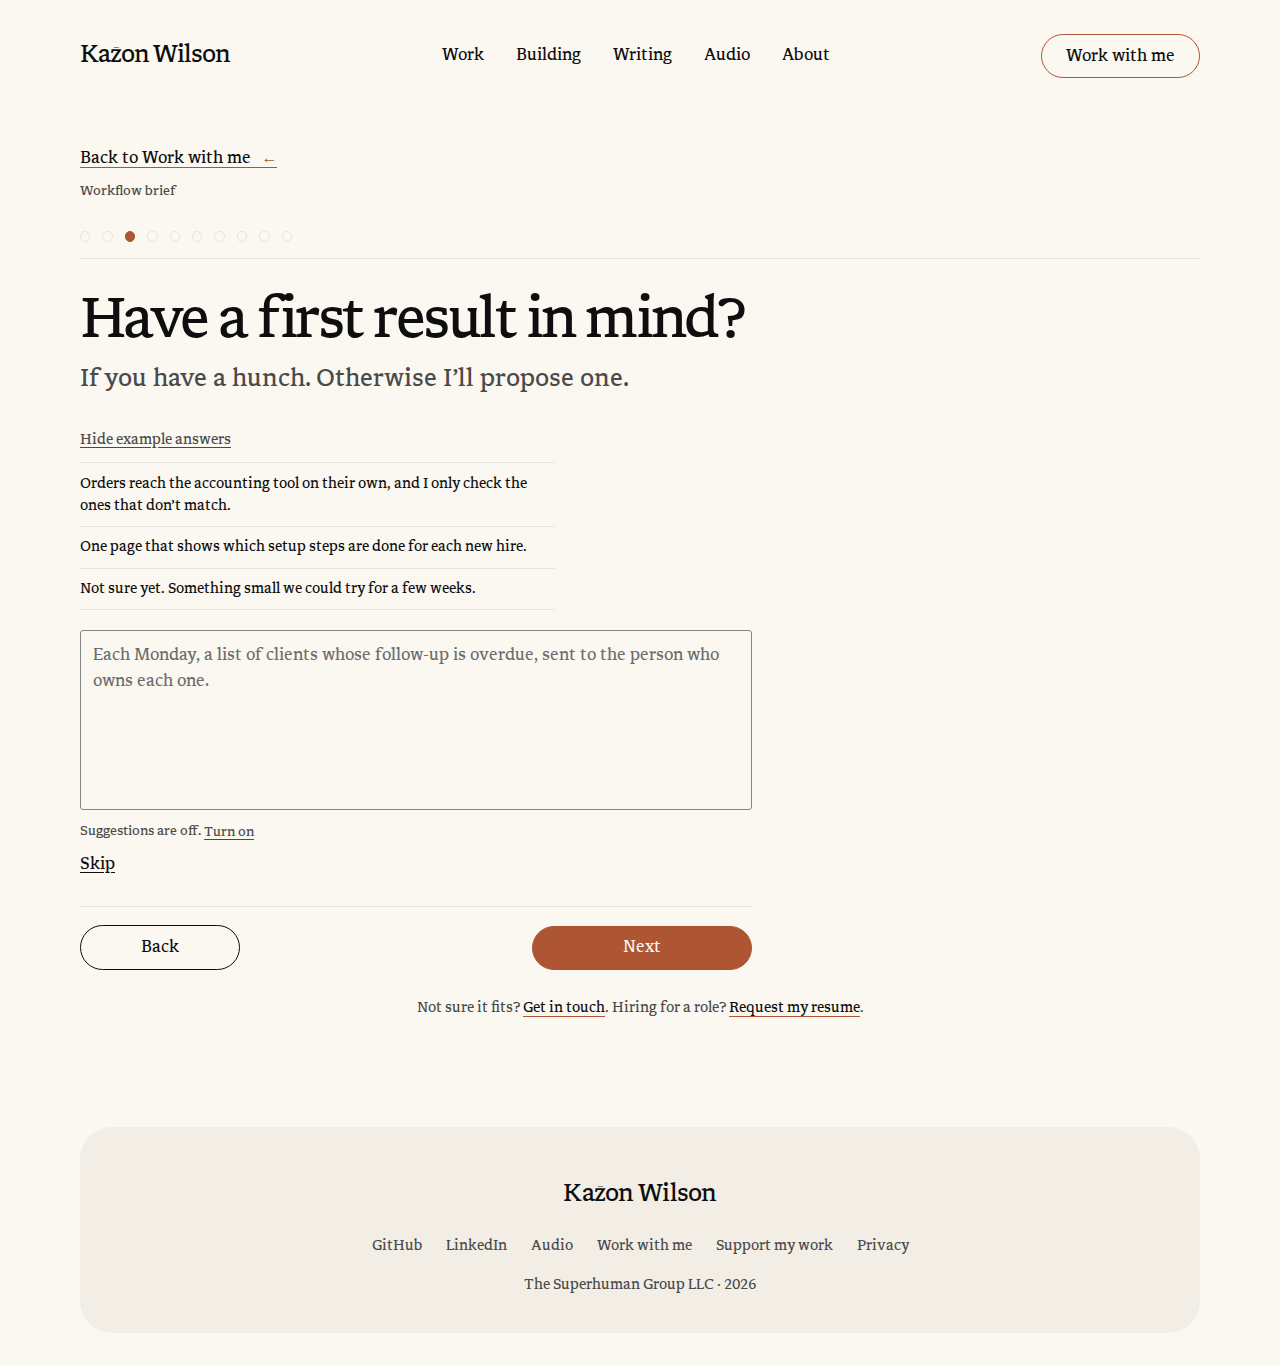 Kažon Wilson
Work
Building
Writing
Audio
About
Work with me
Back to Work with me ←
Workflow brief
Have a first result in mind?
If you have a hunch. Otherwise I’ll propose one.
Hide example answers
Orders reach the accounting tool on their own, and I only check the
ones that don’t match.
One page that shows which setup steps are done for each new hire.
Not sure yet. Something small we could try for a few weeks.
Each Monday, a list of clients whose follow-up is overdue, sent to the person who
owns each one.
Suggestions are off. Turn on
Skip
Back
Next
Not sure it fits? Get in touch. Hiring for a role? Request my resume.
Kažon Wilson
GitHub
LinkedIn
Audio
Work with me
Support my work
Privacy
The Superhuman Group LLC · 2026